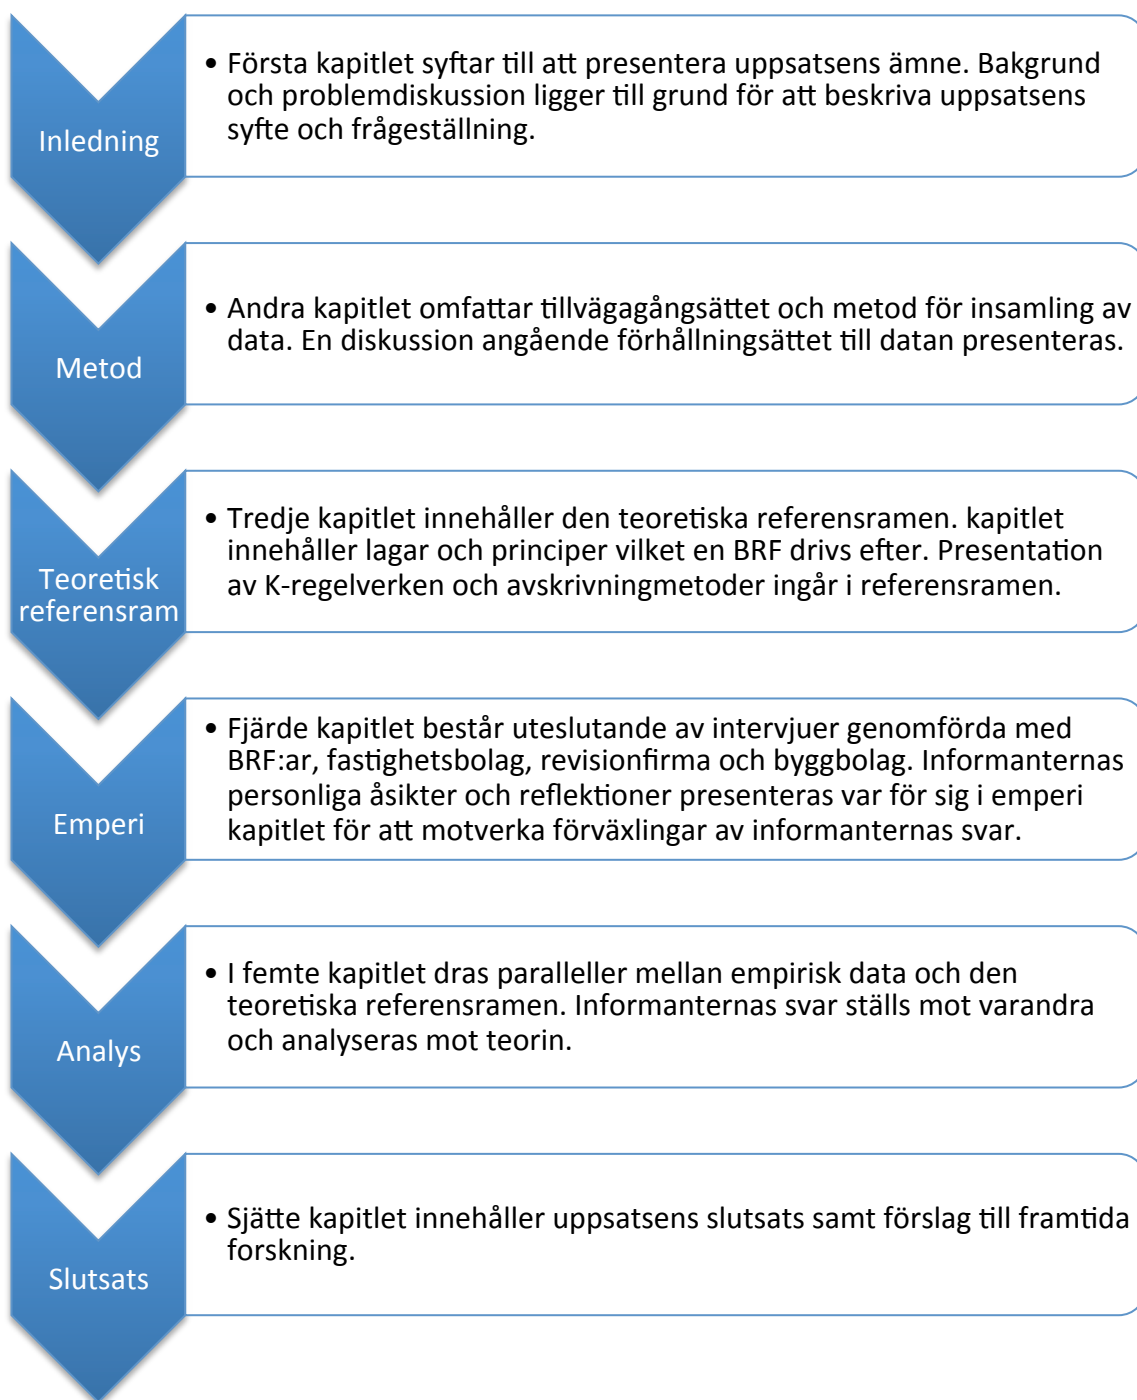 Inledning
• Första kapitlet syftar till att presentera uppsatsens ämne. Bakgrund
och problemdiskussion ligger till grund för att beskriva uppsatsens
syfte och frågeställning.
Metod
• Andra kapitlet omfattar tillvägagångsättet och metod för insamling av
data. En diskussion angående förhållningsättet till datan presenteras.
Teoretisk
referensram
• Tredje kapitlet innehåller den teoretiska referensramen. kapitlet
innehåller lagar och principer vilket en BRF drivs efter. Presentation
av K-regelverken och avskrivningmetoder ingår i referensramen.
Emperi
• Fjärde kapitlet består uteslutande av intervjuer genomförda med
BRF:ar, fastighetsbolag, revisionfirma och byggbolag. Informanternas
personliga åsikter och reflektioner presenteras var för sig i emperi
kapitlet för att motverka förväxlingar av informanternas svar.
Analys
• I femte kapitlet dras paralleller mellan empirisk data och den
teoretiska referensramen. Informanternas svar ställs mot varandra
och analyseras mot teorin.
Slutsats
• Sjätte kapitlet innehåller uppsatsens slutsats samt förslag till framtida
forskning.